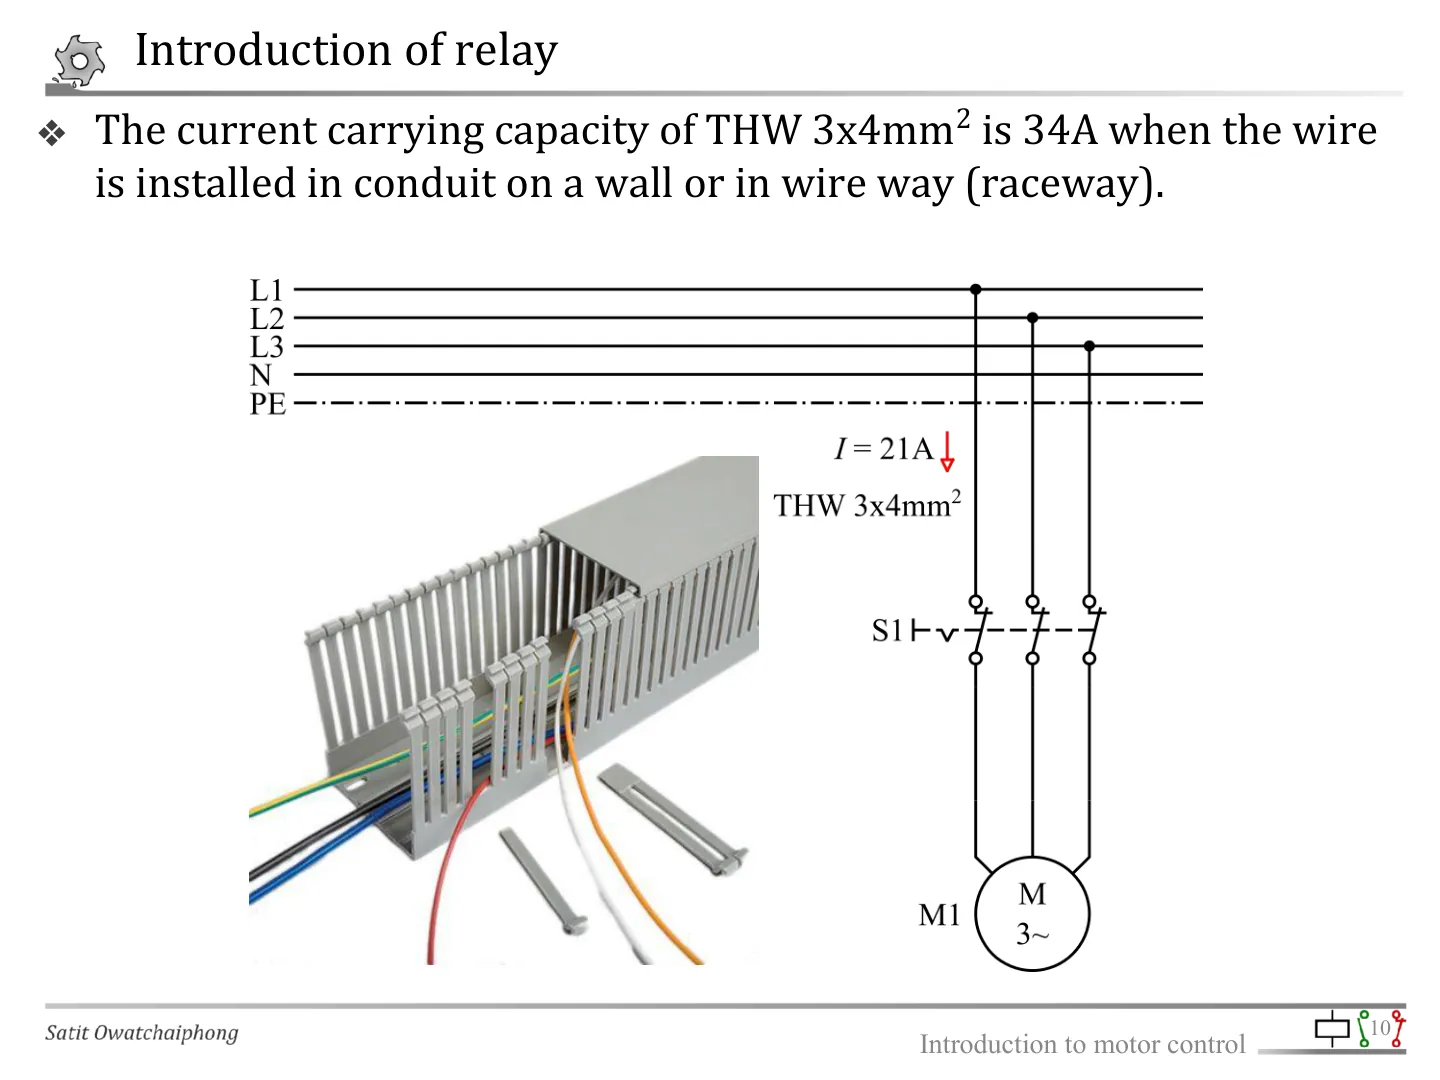 Introduction of relay
❖ The current carrying capacity of THW 3x4mm² is 34A when the wire
is installed in conduit on a wall or in wire way (raceway).
L1
L2
L3
N
PE
I = 21A
THW 3x4mm²
S1
M1
M
3~
Satit Owatchaiphong
Introduction to motor control
10